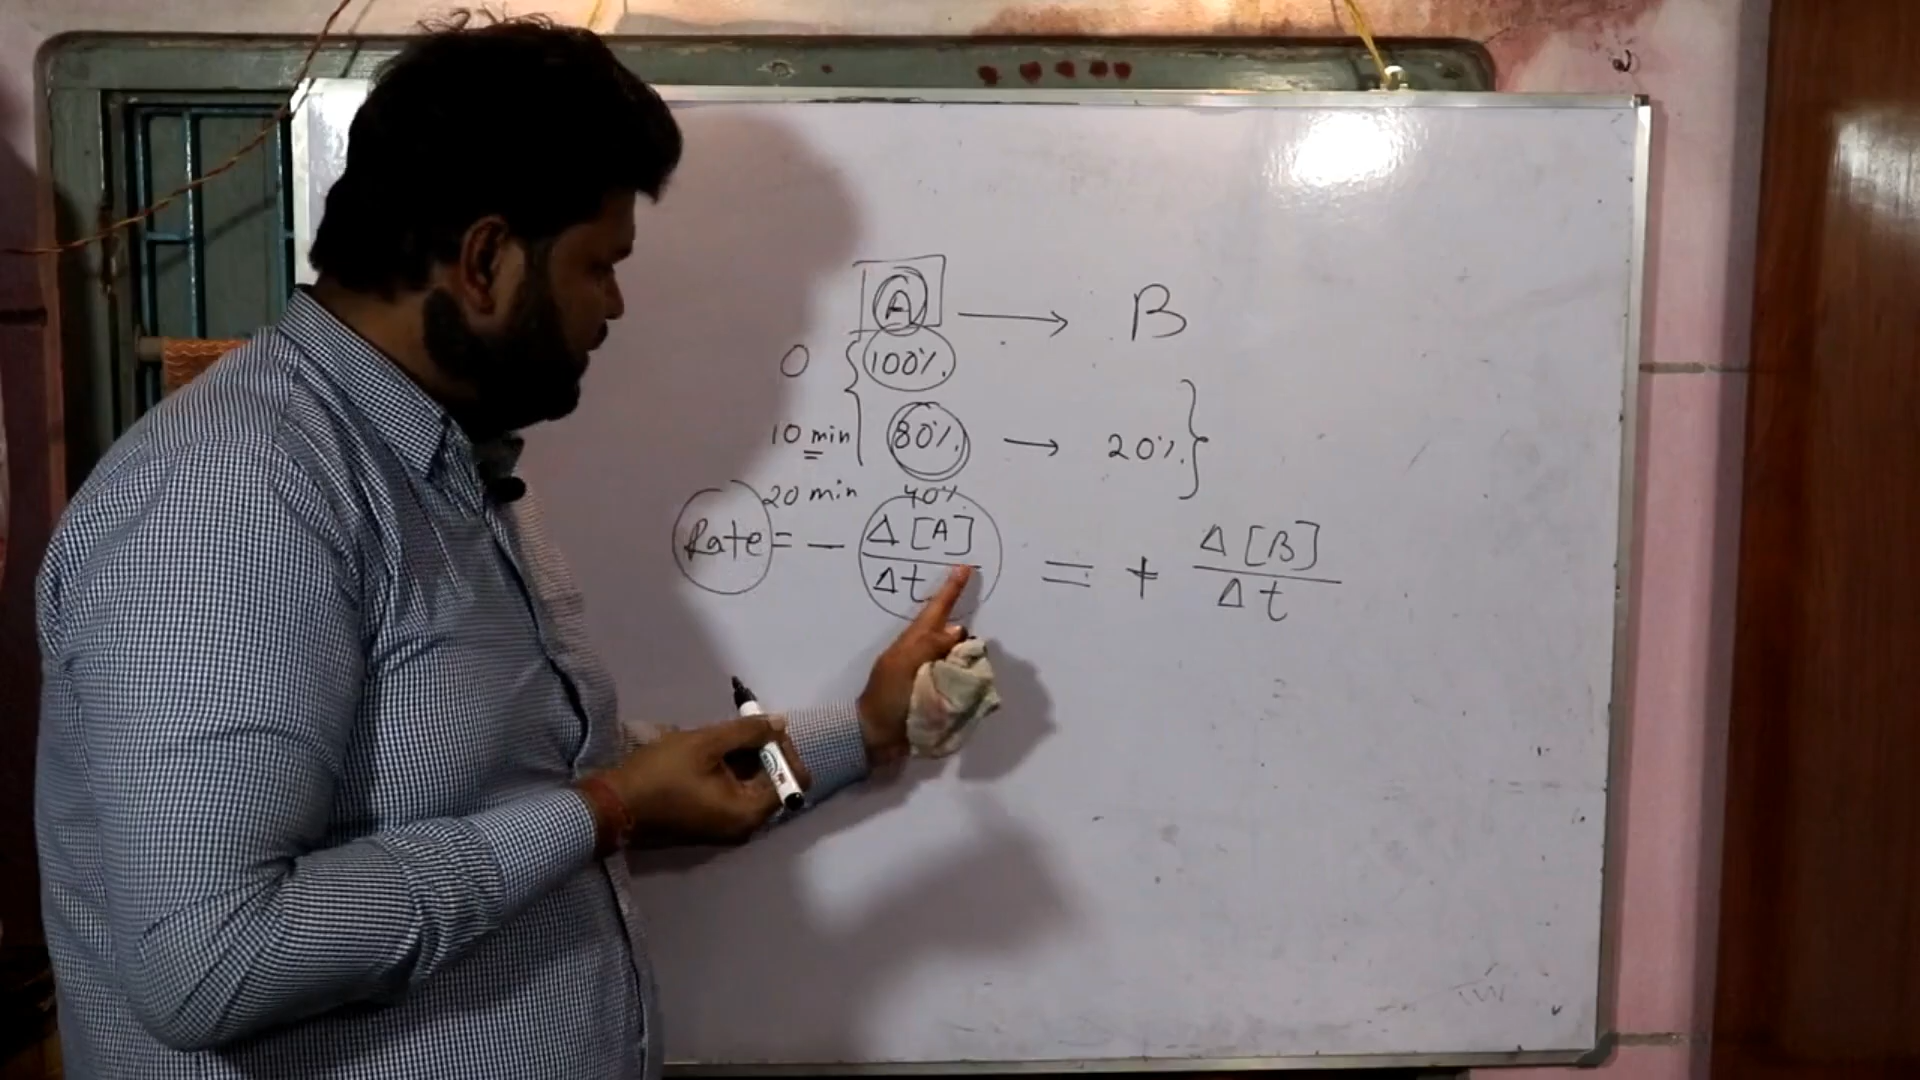 A → B
0 100%
10 min 80% → 20%
20 min 40%
Rate = - Δ[A]/Δt = + Δ[B]/Δt